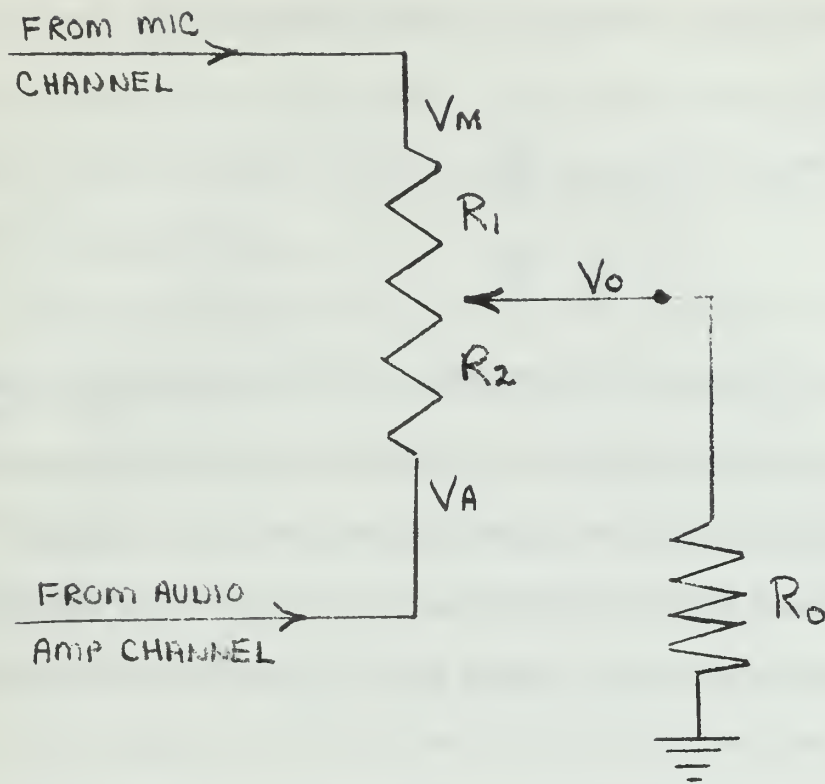 FROM MIC
CHANNEL
VM
R1
Vo
R2
VA
FROM AUDIO
AMP CHANNEL
Ro